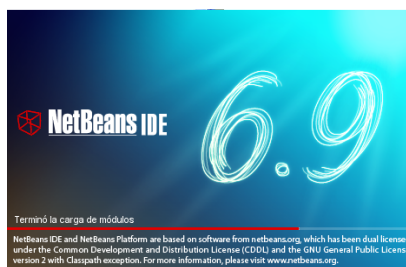 NetBeans IDE
6.9
Terminó la carga de módulos
NetBeans IDE and NetBeans Platform are based on software from netbeans.org, which has been dual license
under the Common Development and Distribution License (CDDL) and the GNU General Public Licens
version 2 with Classpath exception. For more information, please visit www.netbeans.org.